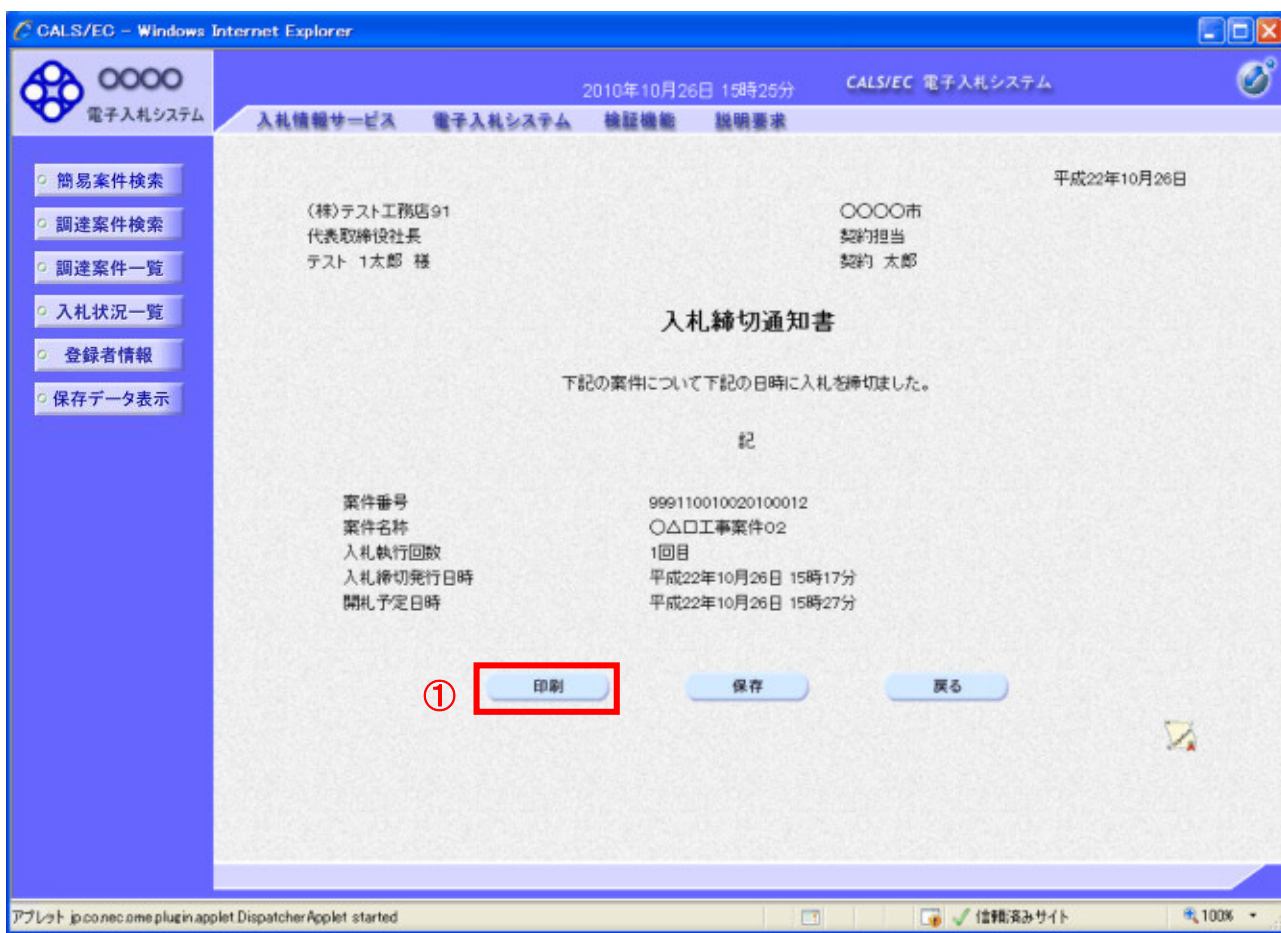 CALS/EC - Windows Internet Explorer
〇〇〇〇
電子入札システム
2010年10月26日 15時25分
CALS/EC 電子入札システム
入札情報サービス 電子入札システム 検証機能 説明要求
簡易案件検索
調達案件検索
調達案件一覧
入札状況一覧
登録者情報
保存データ表示
平成22年10月26日
(株)テスト工務店91
代表取締役社長
テスト 1太郎 様
〇〇〇〇市
契約担当
契約 太郎
入札締切通知書
下記の案件について下記の日時に入札を締切ました。
記
案件番号 999110010020100012
案件名称 〇△口工事案件02
入札執行回数 1回目
入札締切発行日時 平成22年10月26日 15時17分
開札予定日時 平成22年10月26日 15時27分
① 印刷 保存 戻る
アプレット jp.co.nec.ome.plugin.applet.DispatcherApplet started
信頼済みサイト
100%